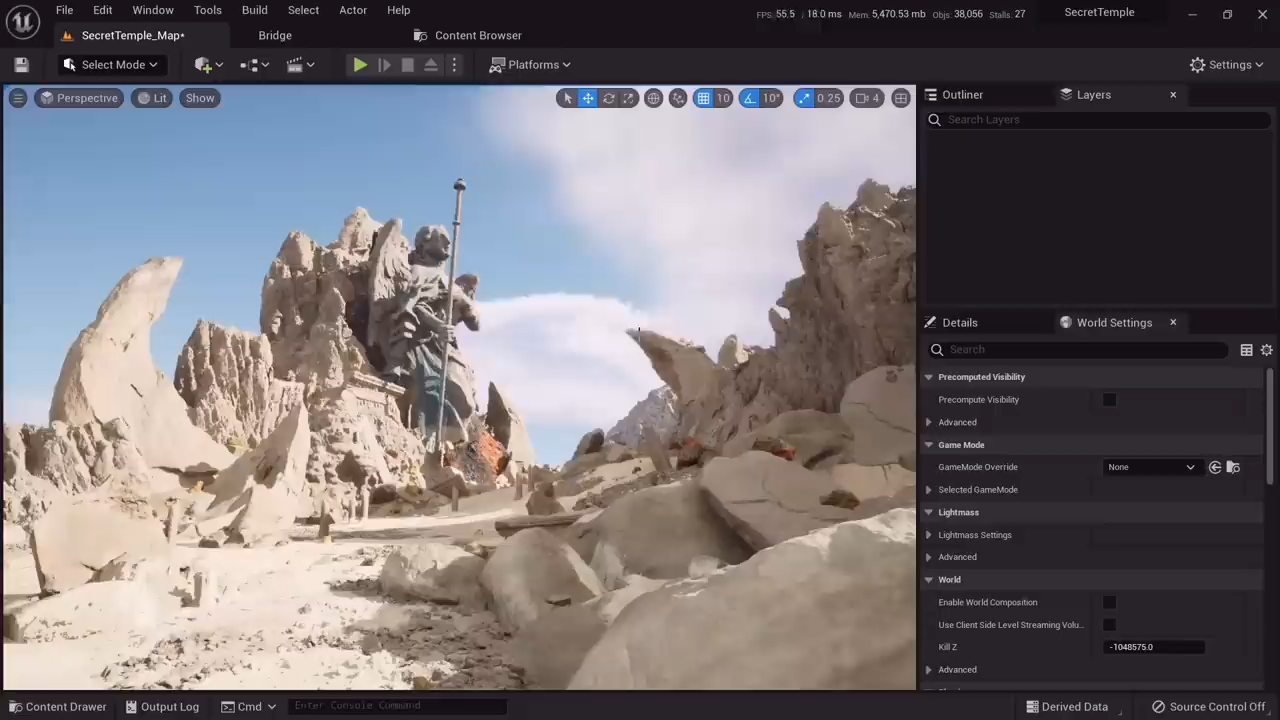 File Edit Window Tools Build Select Actor Help
FPS: 55.5 / 18.0 ms Mem: 5,470.53 mb Objs: 38,056 Stalls: 27
SecretTemple
SecretTemple_Map*
Bridge
Content Browser
Select Mode
Platforms
Settings
Perspective
Lit
Show
10
10°
0.25
4
Outliner
Layers
Search Layers
Details
World Settings
Search
Precomputed Visibility
Precompute Visibility
Advanced
Game Mode
GameMode Override
None
Selected GameMode
Lightmass
Lightmass Settings
Advanced
World
Enable World Composition
Use Client Side Level Streaming Volu...
Kill Z
-1048575.0
Advanced
Content Drawer
Output Log
Cmd
Enter Console Command
Derived Data
Source Control Off